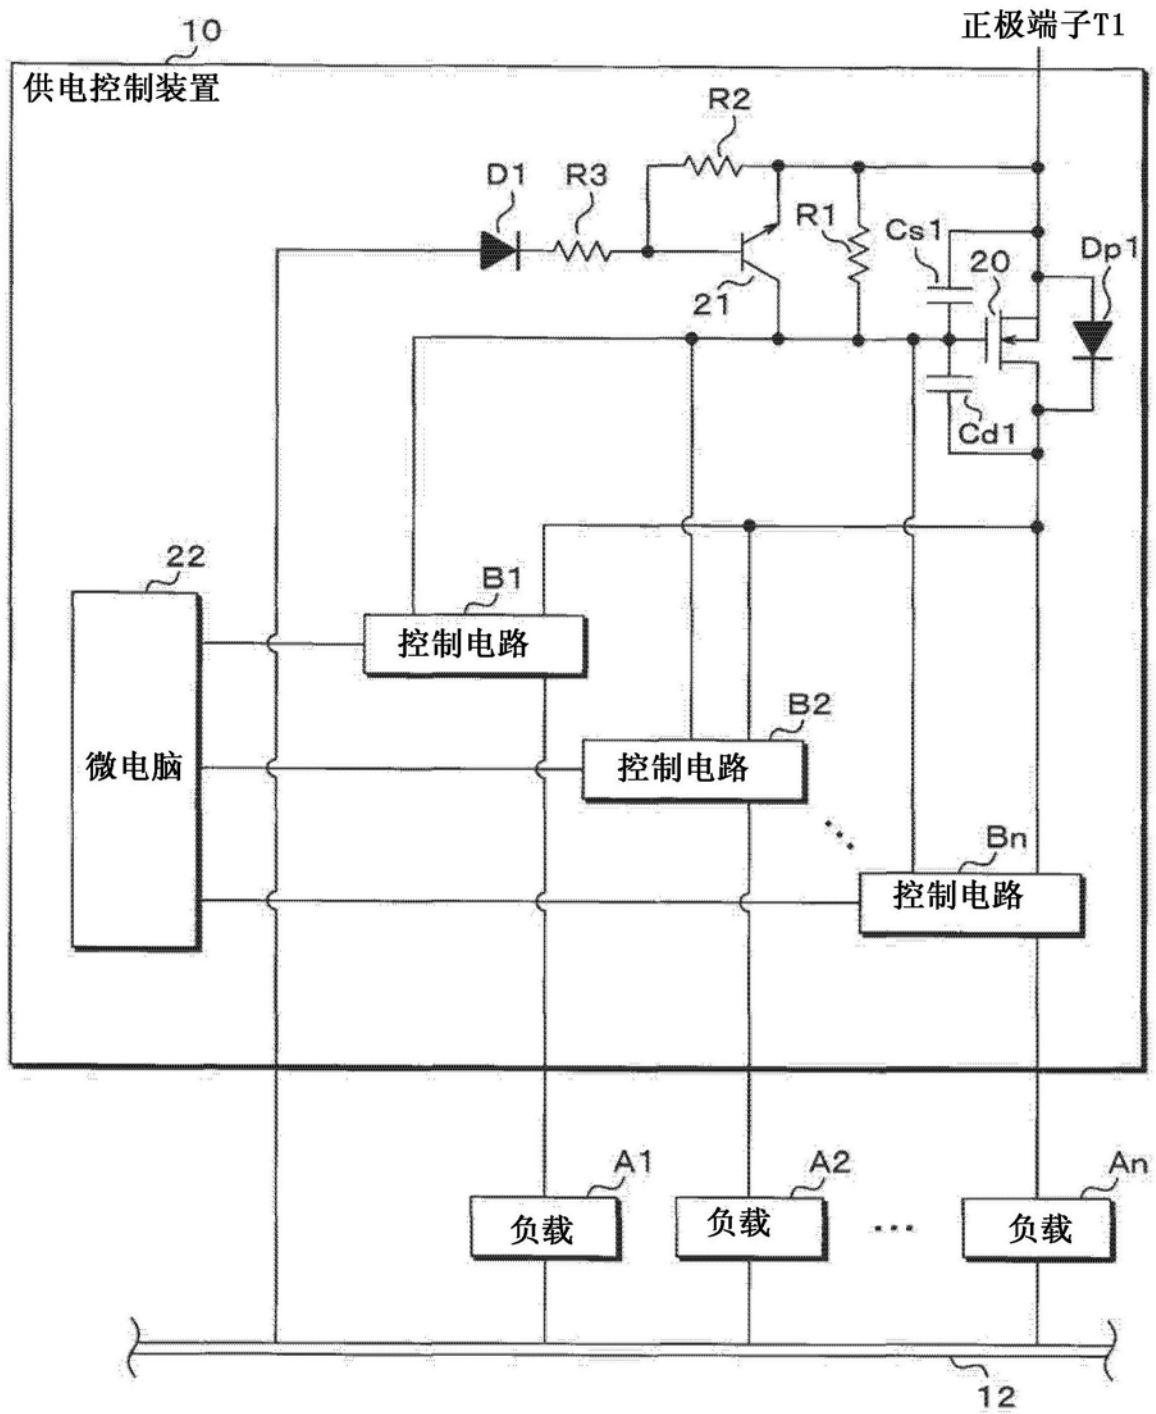 正极端子T1
10
供电控制装置
R2
D1
R3
R1
Cs1
20
Dp1
21
Cd1
22
B1
控制电路
B2
微电脑
控制电路
Bn
控制电路
A1
A2
An
负载
负载
负载
12